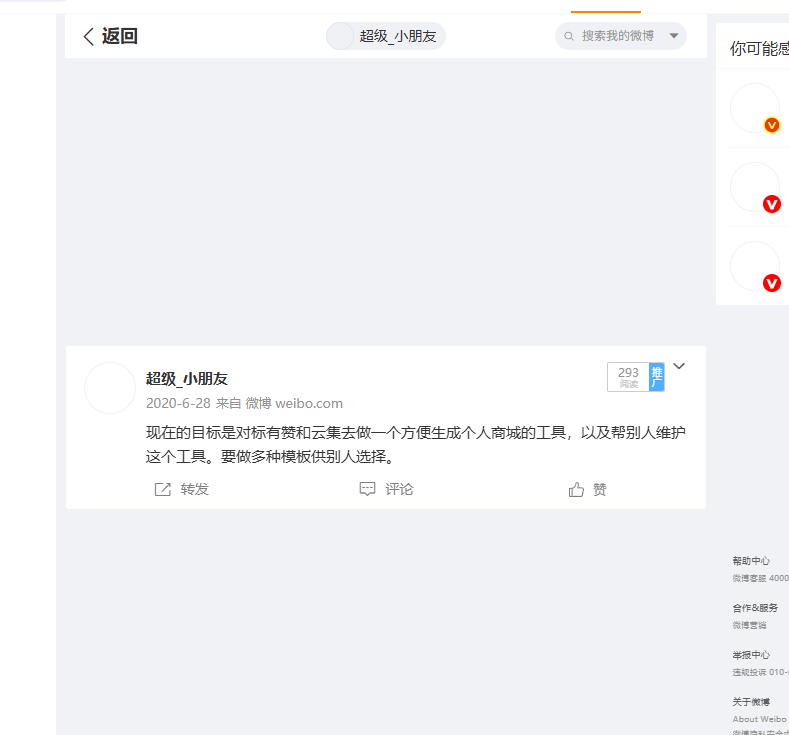 返回
超级_小朋友
搜索我的微博
你可能感
超级_小朋友
293
阅读
推广
2020-6-28 来自 微博 weibo.com
现在的目标是对标有赞和云集去做一个方便生成个人商城的工具，以及帮别人维护
这个工具。要做多种模板供别人选择。
转发
评论
赞
帮助中心
微博客服 4000
合作&服务
微博营销
举报中心
违规投诉 010-
关于微博
About Weibo